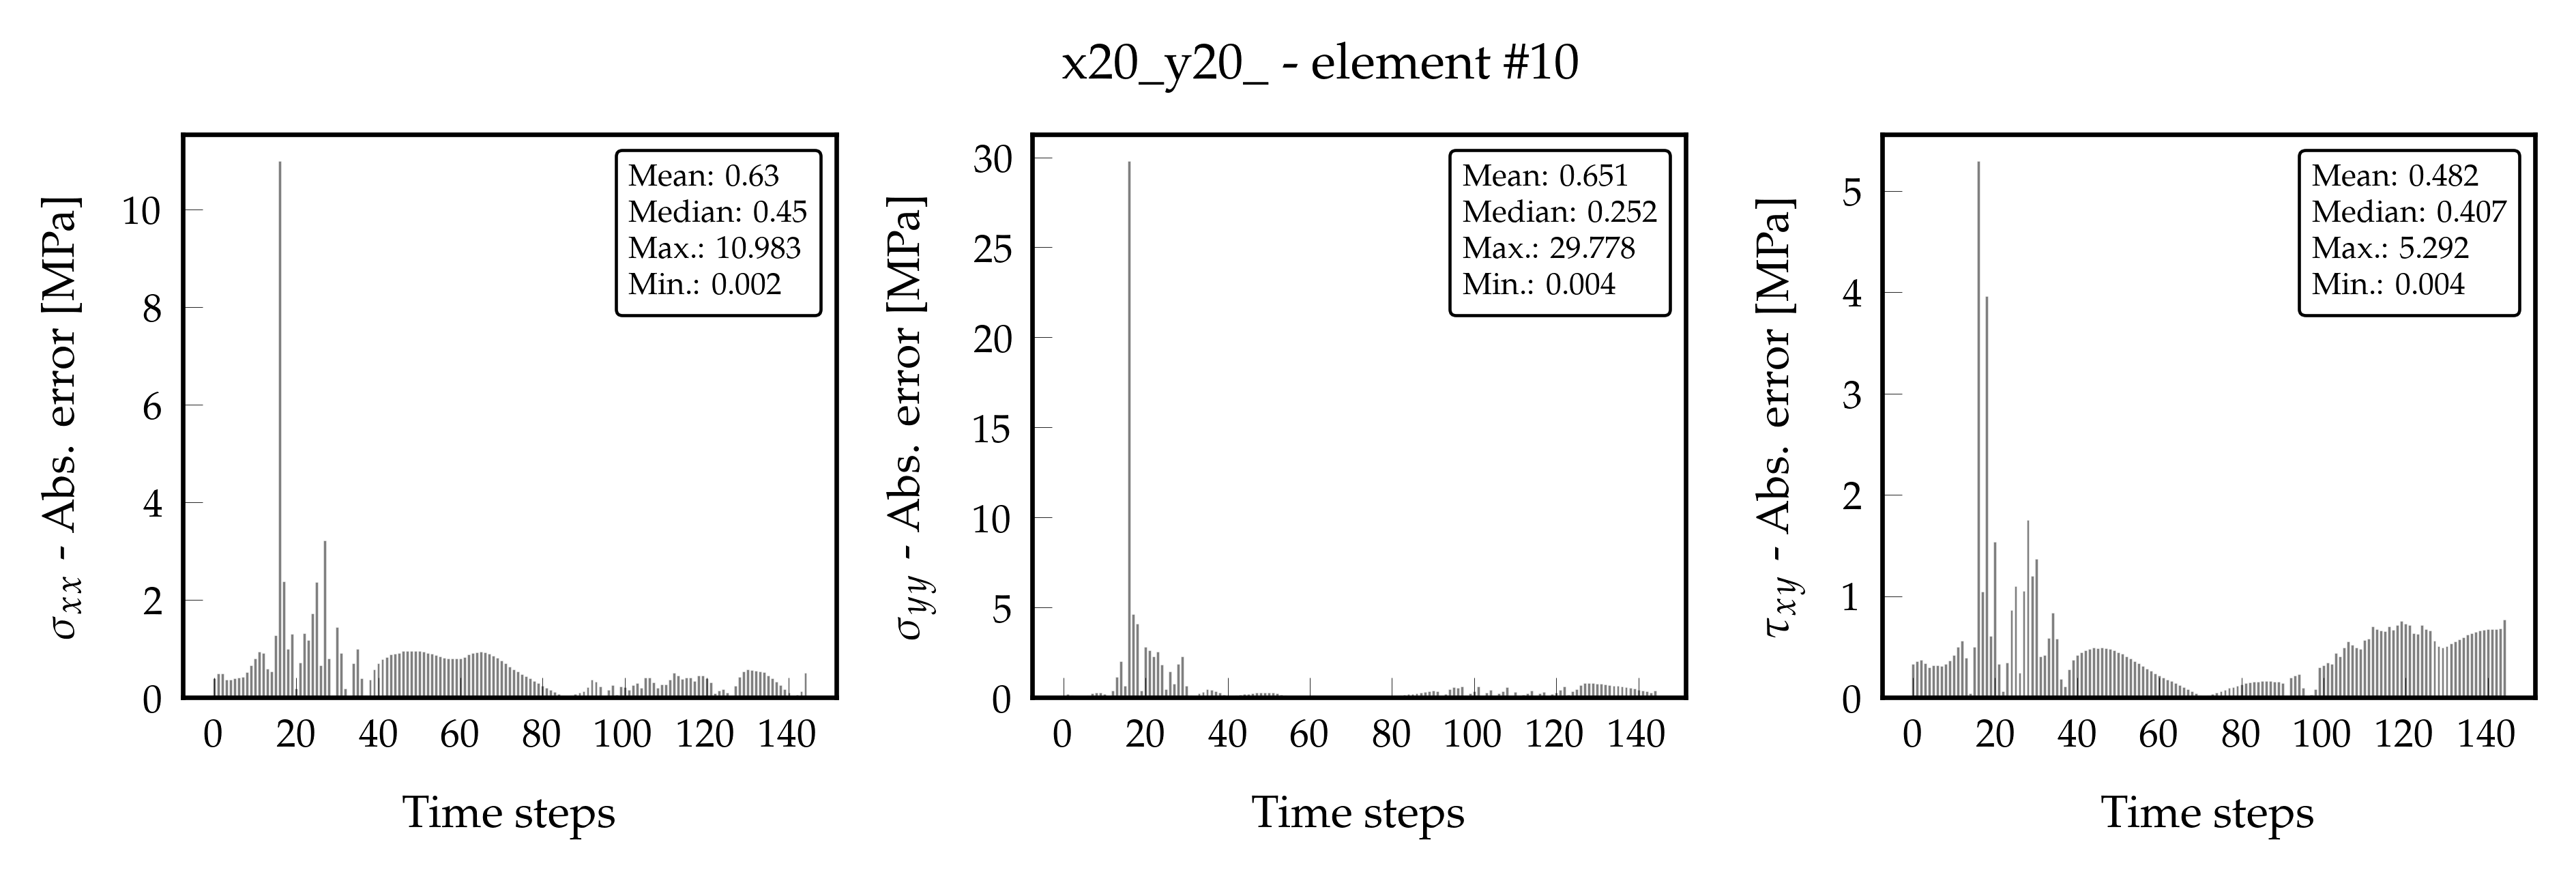 x20_y20_ - element #10
σxx - Abs. error [MPa]
10
8
6
4
2
0
Mean: 0.63
Median: 0.45
Max.: 10.983
Min.: 0.002
0 20 40 60 80 100 120 140
Time steps
σyy - Abs. error [MPa]
30
25
20
15
10
5
0
Mean: 0.651
Median: 0.252
Max.: 29.778
Min.: 0.004
0 20 40 60 80 100 120 140
Time steps
τxy - Abs. error [MPa]
5
4
3
2
1
0
Mean: 0.482
Median: 0.407
Max.: 5.292
Min.: 0.004
0 20 40 60 80 100 120 140
Time steps